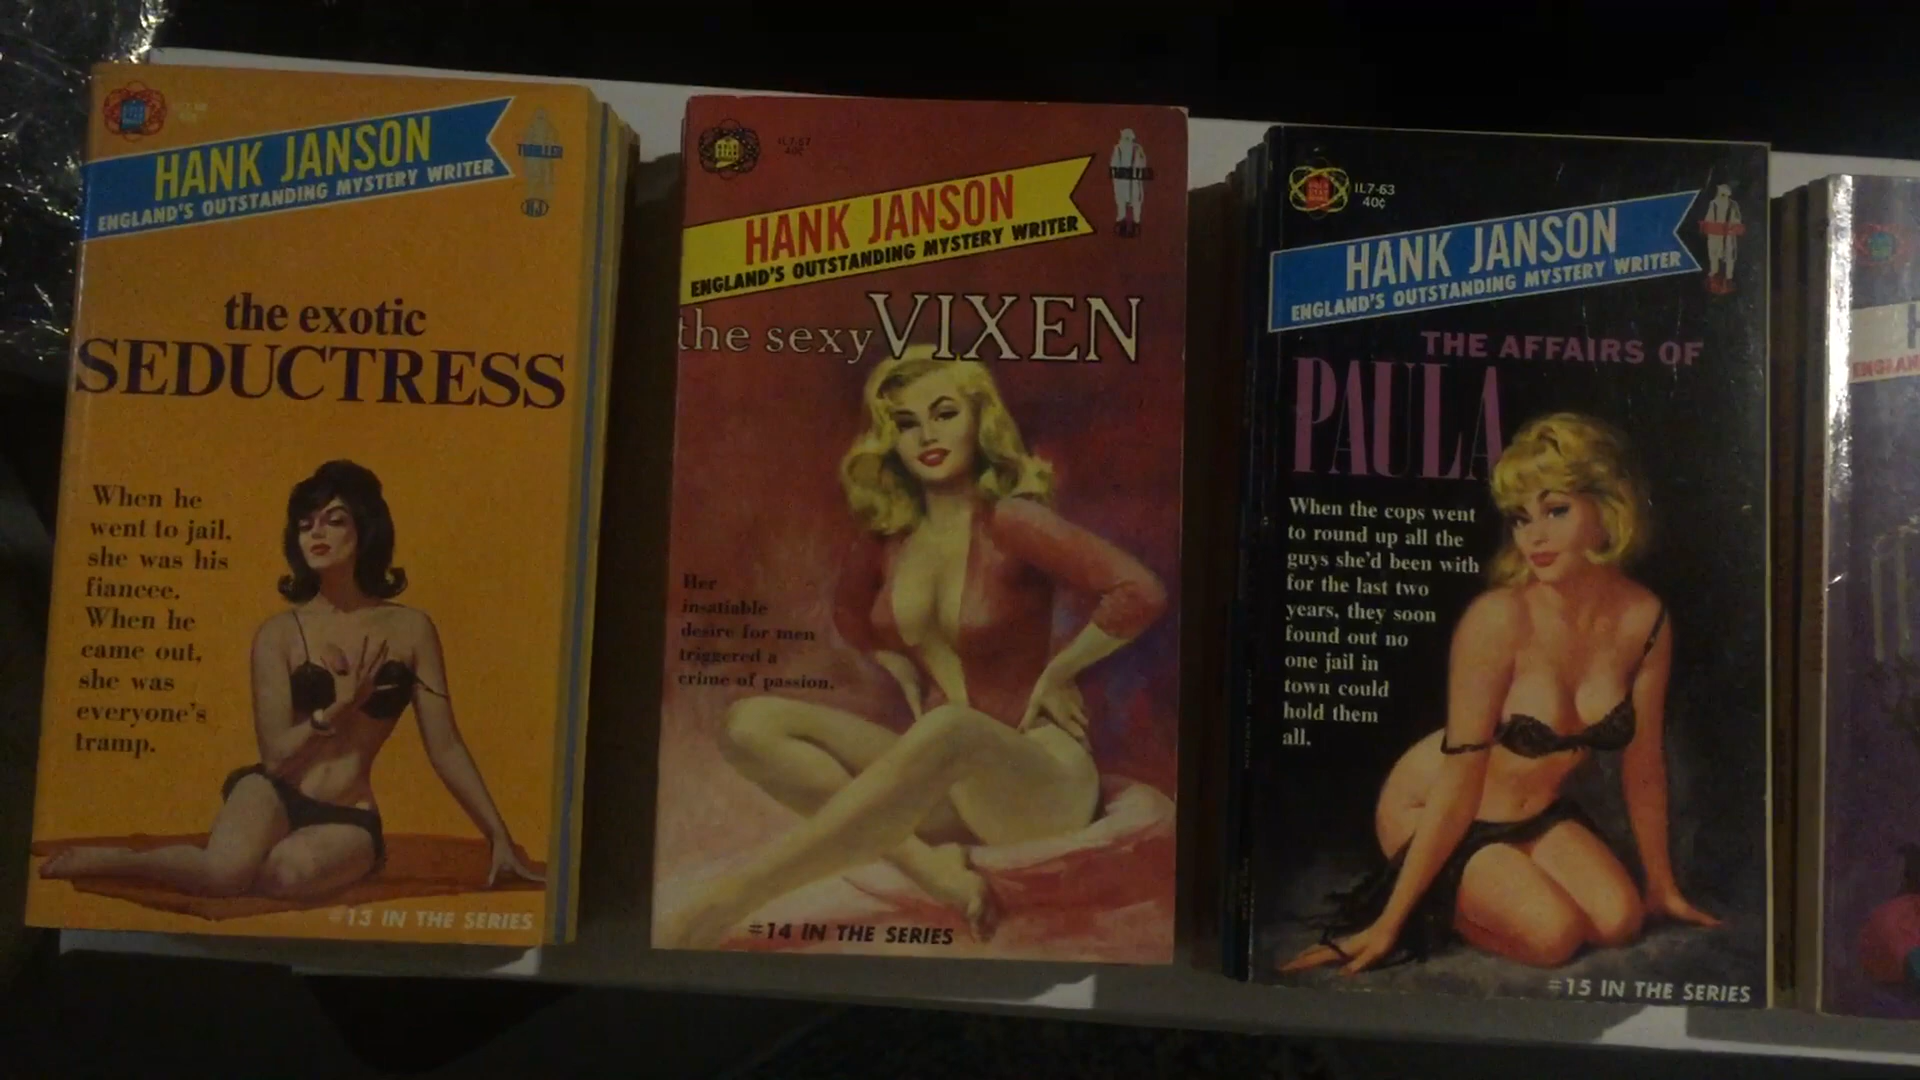 HANK JANSON
ENGLAND'S OUTSTANDING MYSTERY WRITER
THRILLER
HJ
the exotic
SEDUCTRESS
When he
went to jail,
she was his
fiancee.
When he
came out,
she was
everyone's
tramp.
#13 IN THE SERIES
IL7-57
40¢
HANK JANSON
ENGLAND'S OUTSTANDING MYSTERY WRITER
THRILLER
the sexy VIXEN
Her
insatiable
desire for men
triggered a
crime of passion.
#14 IN THE SERIES
IL7-63
40¢
HANK JANSON
ENGLAND'S OUTSTANDING MYSTERY WRITER
THE AFFAIRS OF
PAULA
When the cops went
to round up all the
guys she'd been with
for the last two
years, they soon
found out no
one jail in
town could
hold them
all.
#15 IN THE SERIES